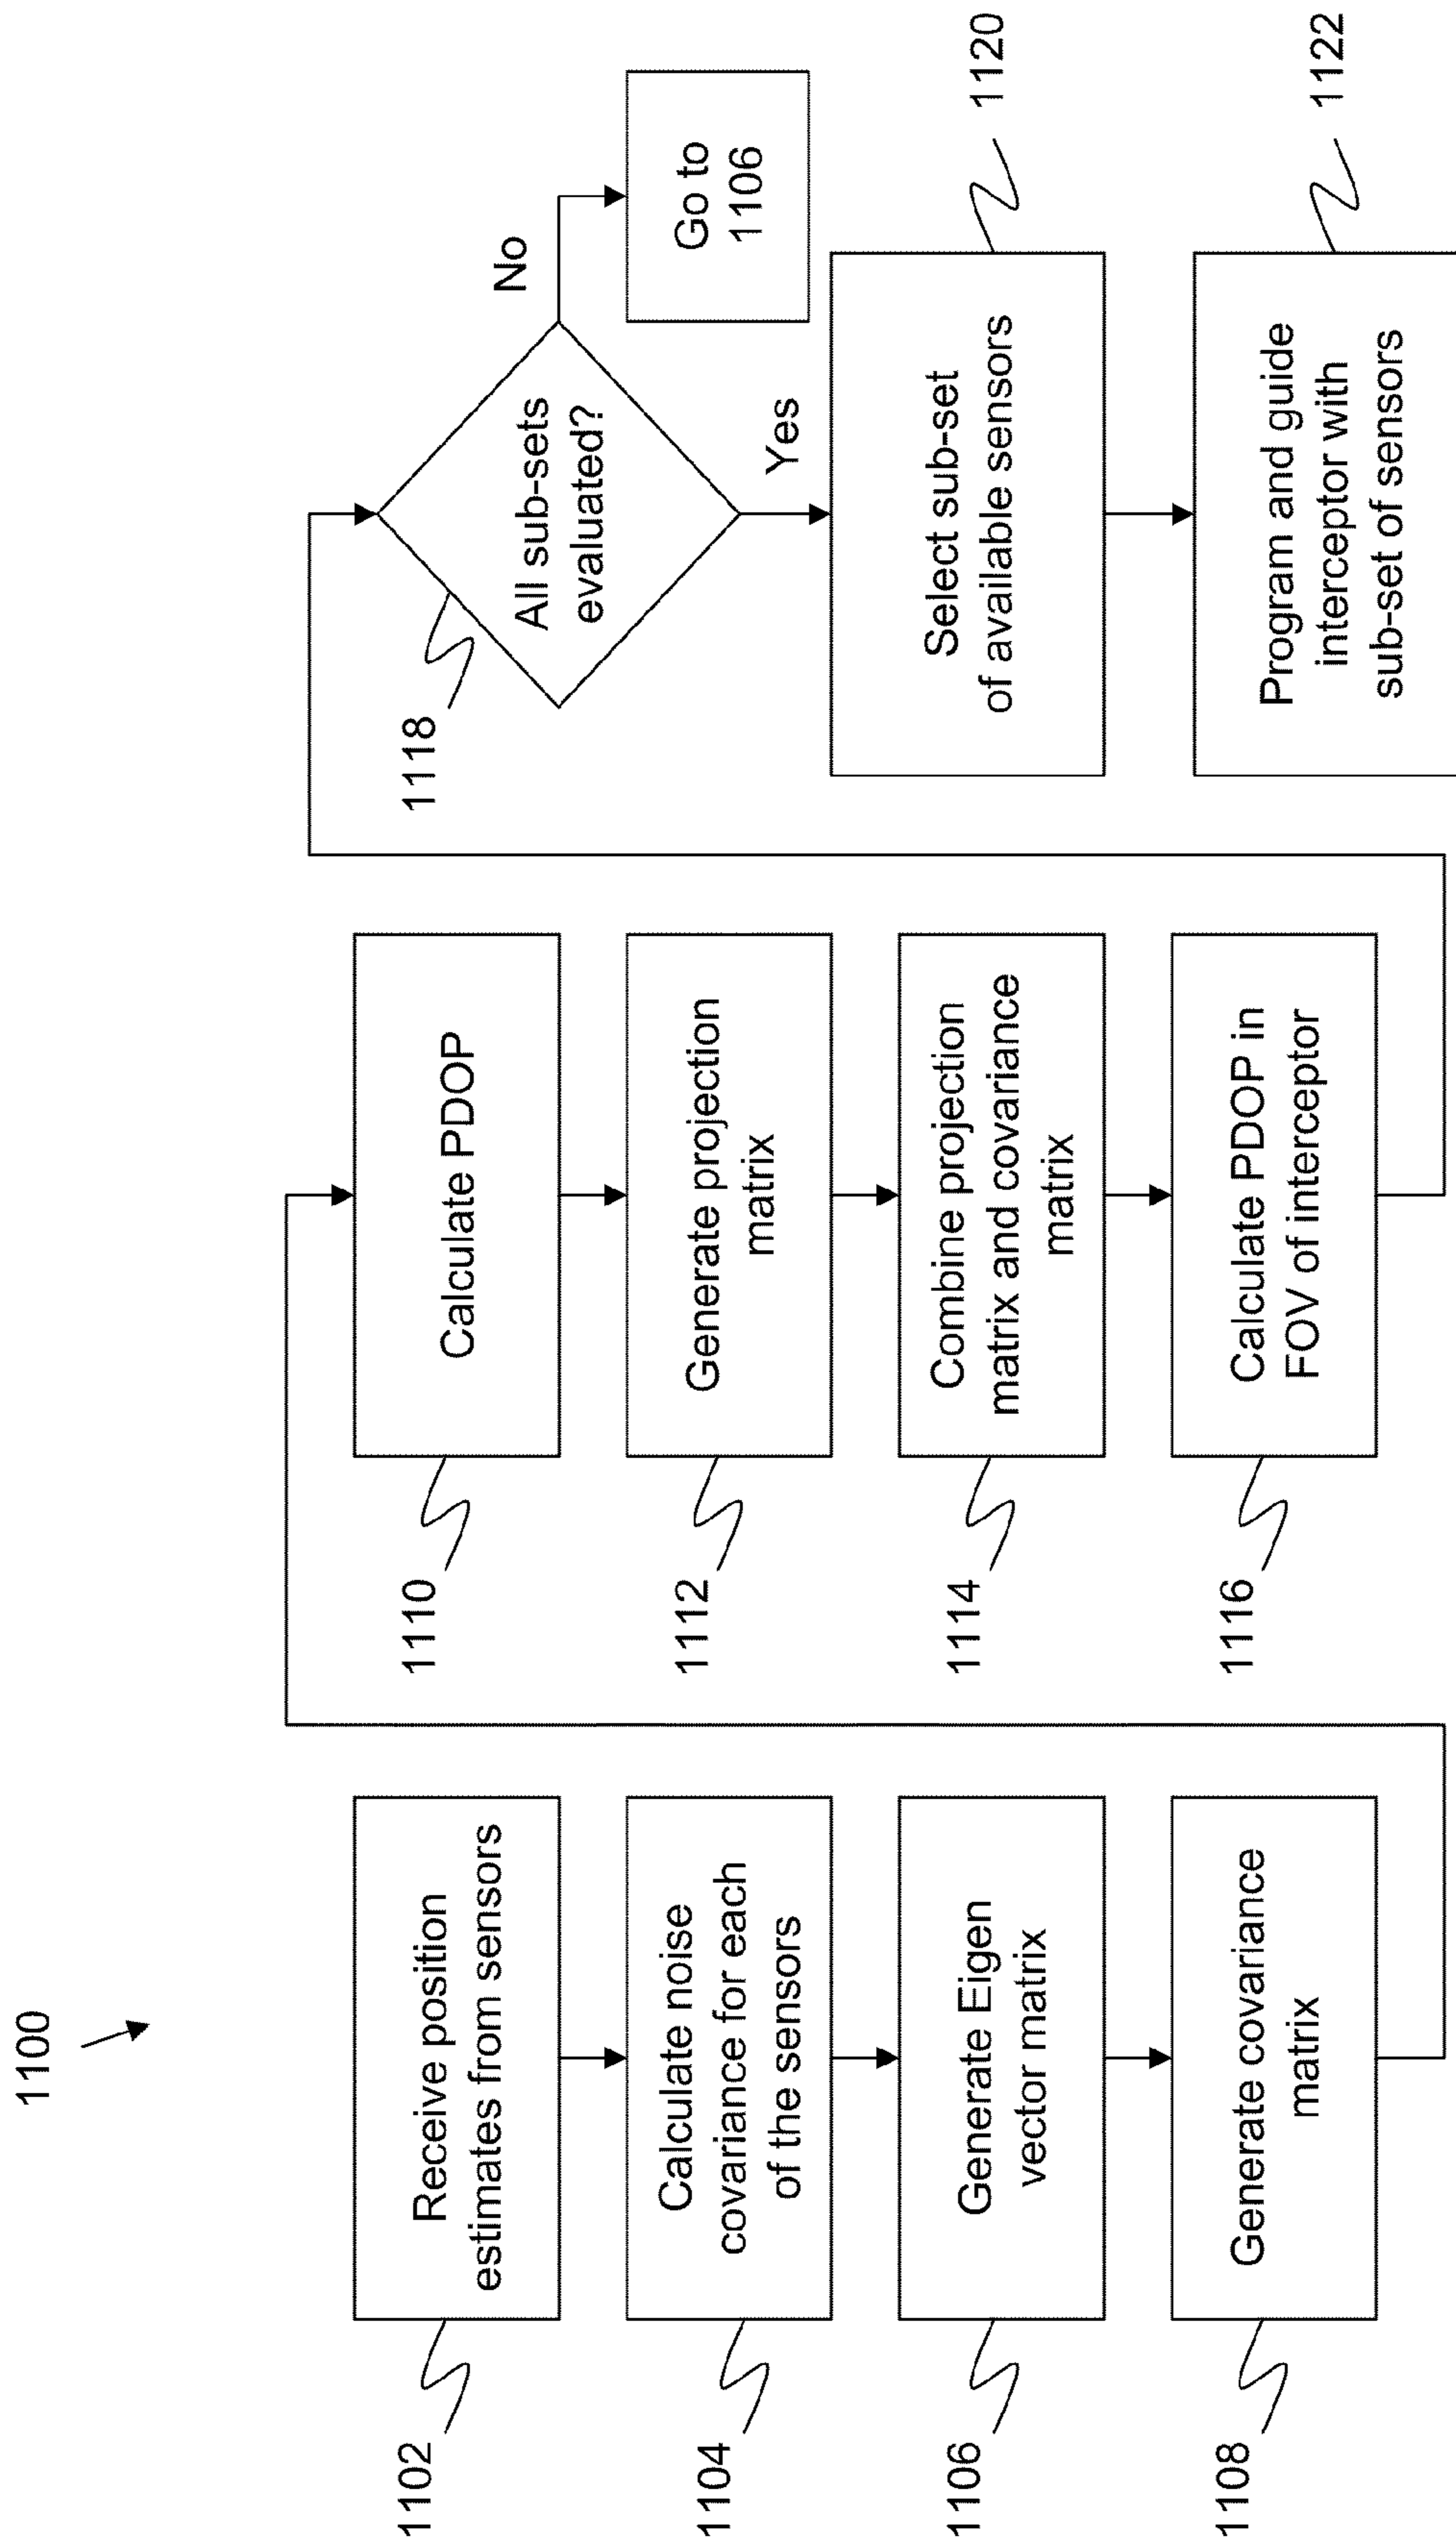 1100
1102
Receive position
estimates from sensors
1104
Calculate noise
covariance for each
of the sensors
1106
Generate Eigen
vector matrix
1108
Generate covariance
matrix
1110
Calculate PDOP
1112
Generate projection
matrix
1114
Combine projection
matrix and covariance
matrix
1116
Calculate PDOP in
FOV of interceptor
1118
All sub-sets
evaluated?
No
Go to
1106
Yes
Select sub-set
of available sensors
1120
Program and guide
interceptor with
sub-set of sensors
1122